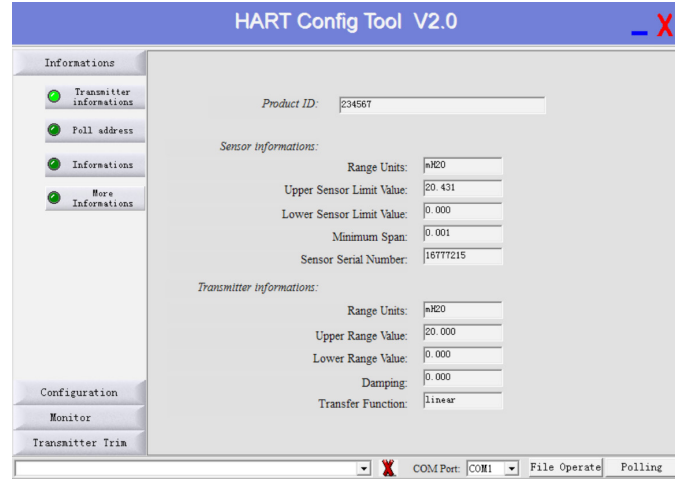 HART Config Tool V2.0
Informations
Transmitter
informations
Poll address
Informations
More
Informations
Configuration
Monitor
Transmitter Trim
Product ID: 234567
Sensor informations:
Range Units: mH20
Upper Sensor Limit Value: 20.431
Lower Sensor Limit Value: 0.000
Minimum Span: 0.001
Sensor Serial Number: 16777215
Transmitter informations:
Range Units: mH20
Upper Range Value: 20.000
Lower Range Value: 0.000
Damping: 0.000
Transfer Function: linear
COM Port: COM1 File Operate Polling